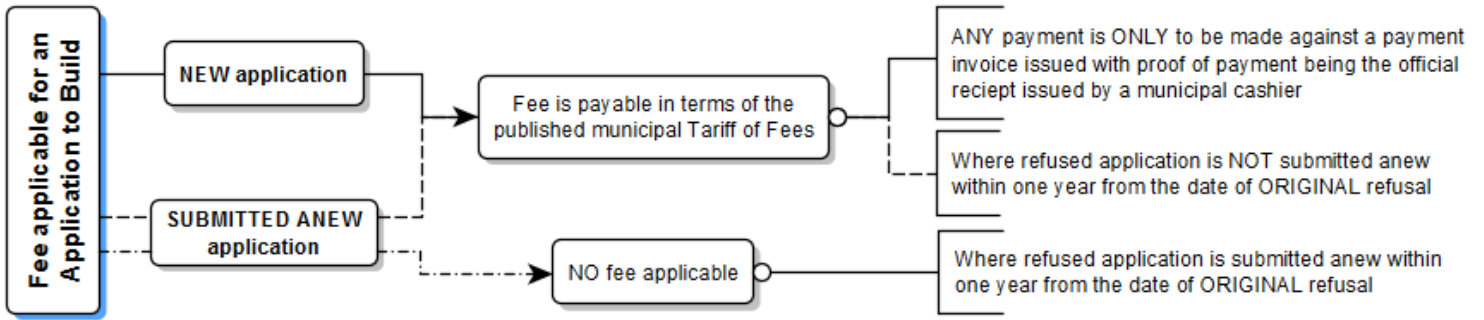 Fee applicable for an
Application to Build
NEW application
SUBMITTED ANEW
application
Fee is payable in terms of the
published municipal Tariff of Fees
NO fee applicable
ANY payment is ONLY to be made against a payment
invoice issued with proof of payment being the official
reciept issued by a municipal cashier
Where refused application is NOT submitted anew
within one year from the date of ORIGINAL refusal
Where refused application is submitted anew within
one year from the date of ORIGINAL refusal